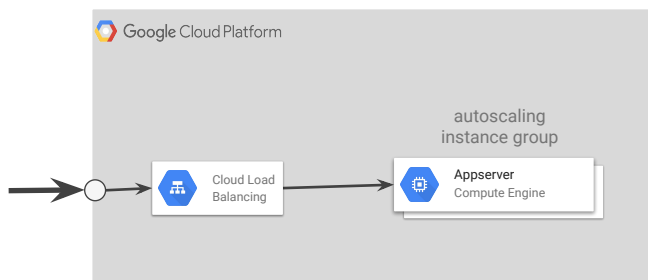 Google Cloud Platform
autoscaling
instance group
Cloud Load
Balancing
Appserver
Compute Engine